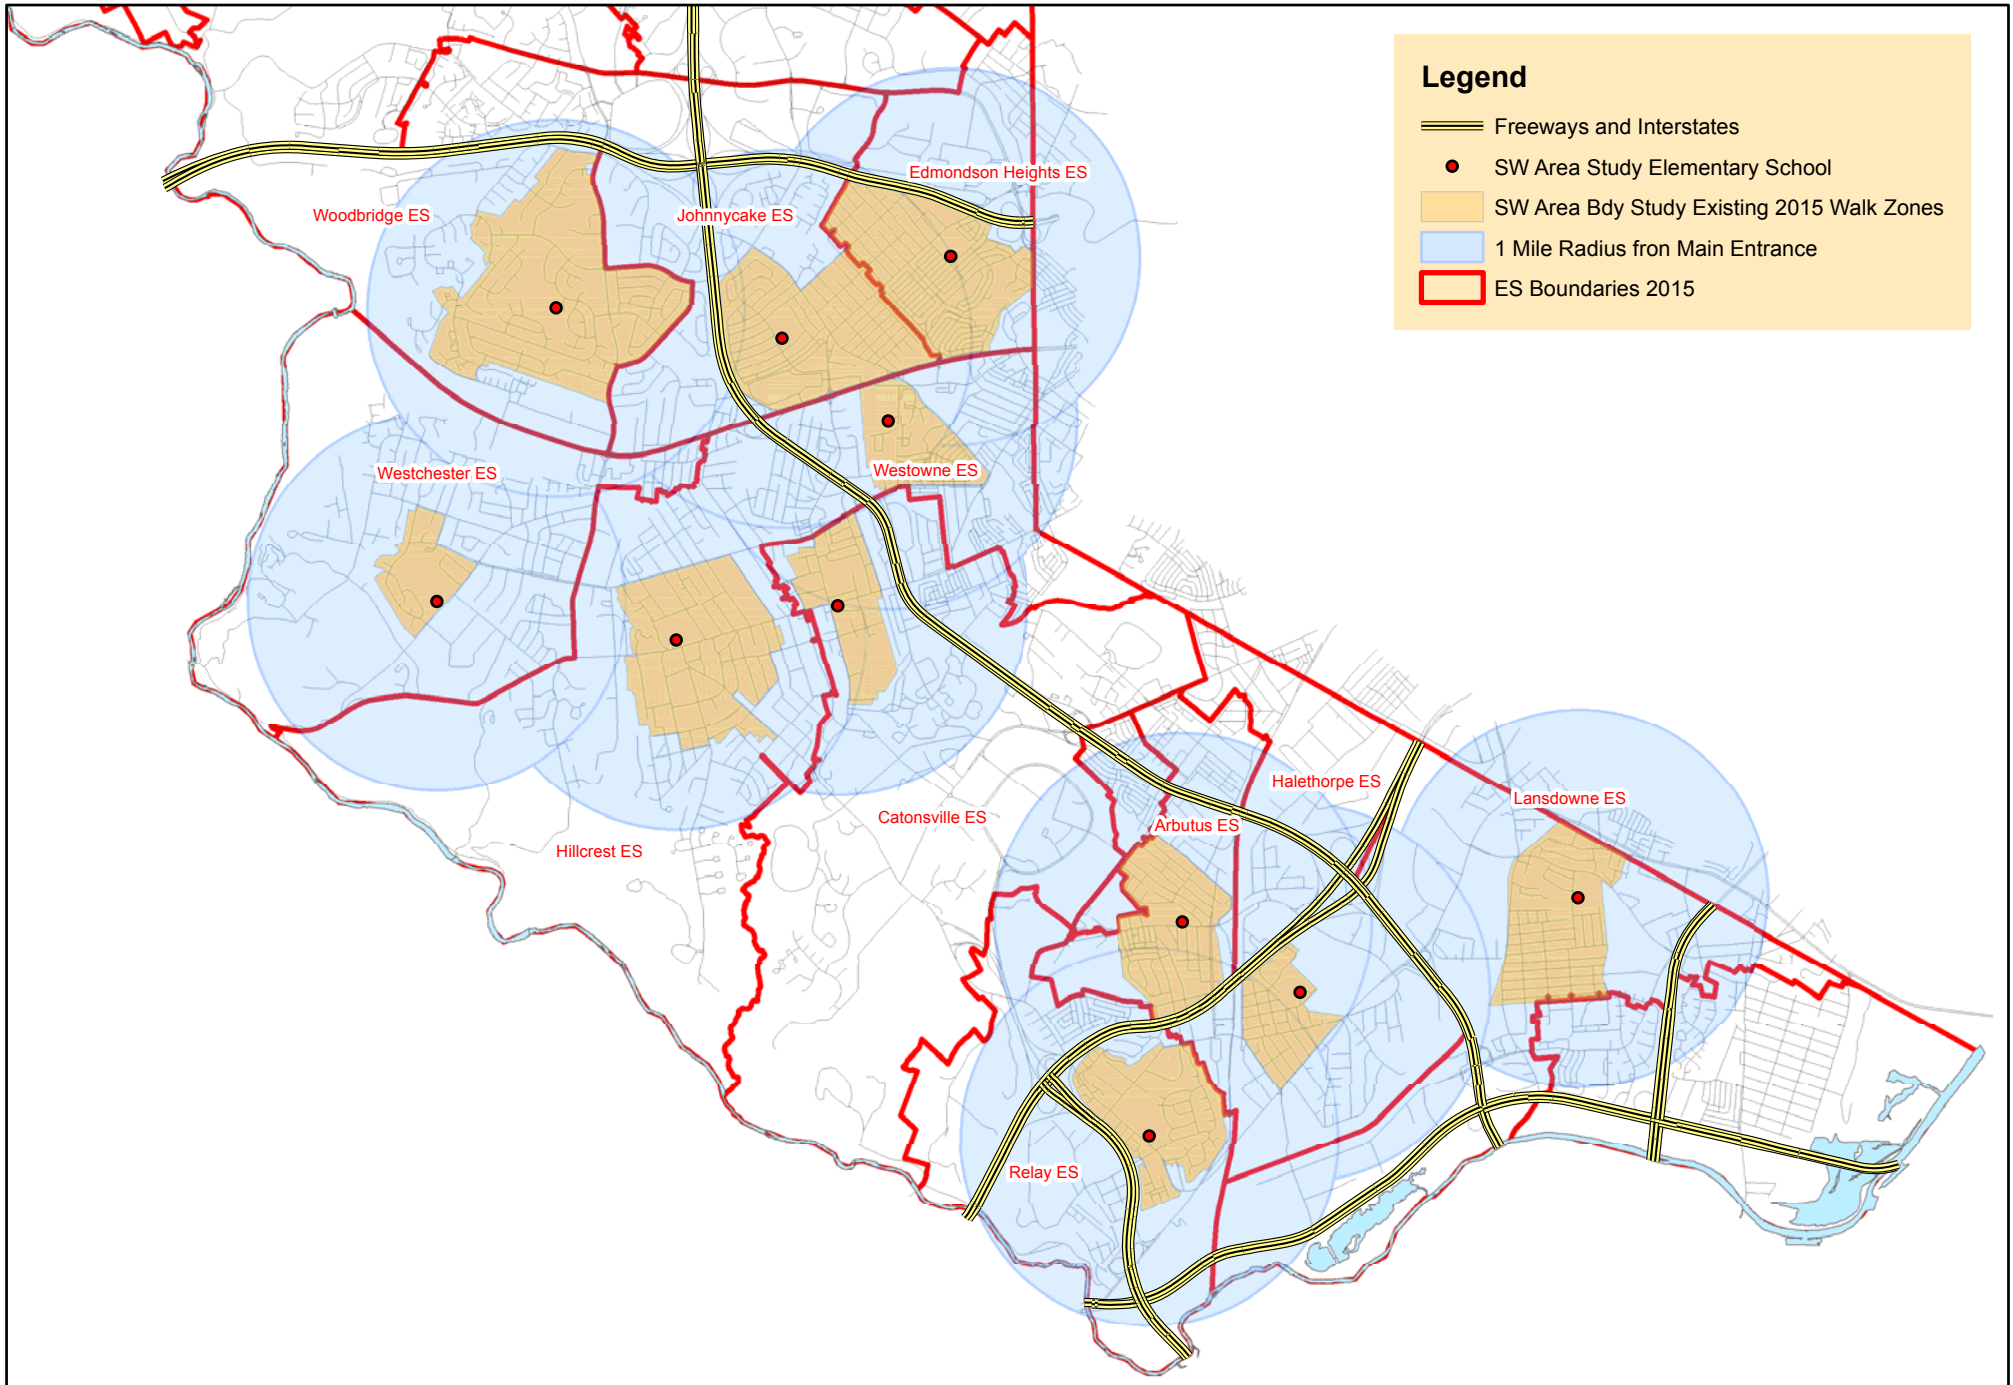 Legend
Freeways and Interstates
SW Area Study Elementary School
SW Area Bdy Study Existing 2015 Walk Zones
1 Mile Radius fron Main Entrance
ES Boundaries 2015
Edmondson Heights ES
Woodbridge ES
Johnnycake ES
Westchester ES
Westowne ES
Halethorpe ES
Lansdowne ES
Catonsville ES
Arbutus ES
Hillcrest ES
Relay ES